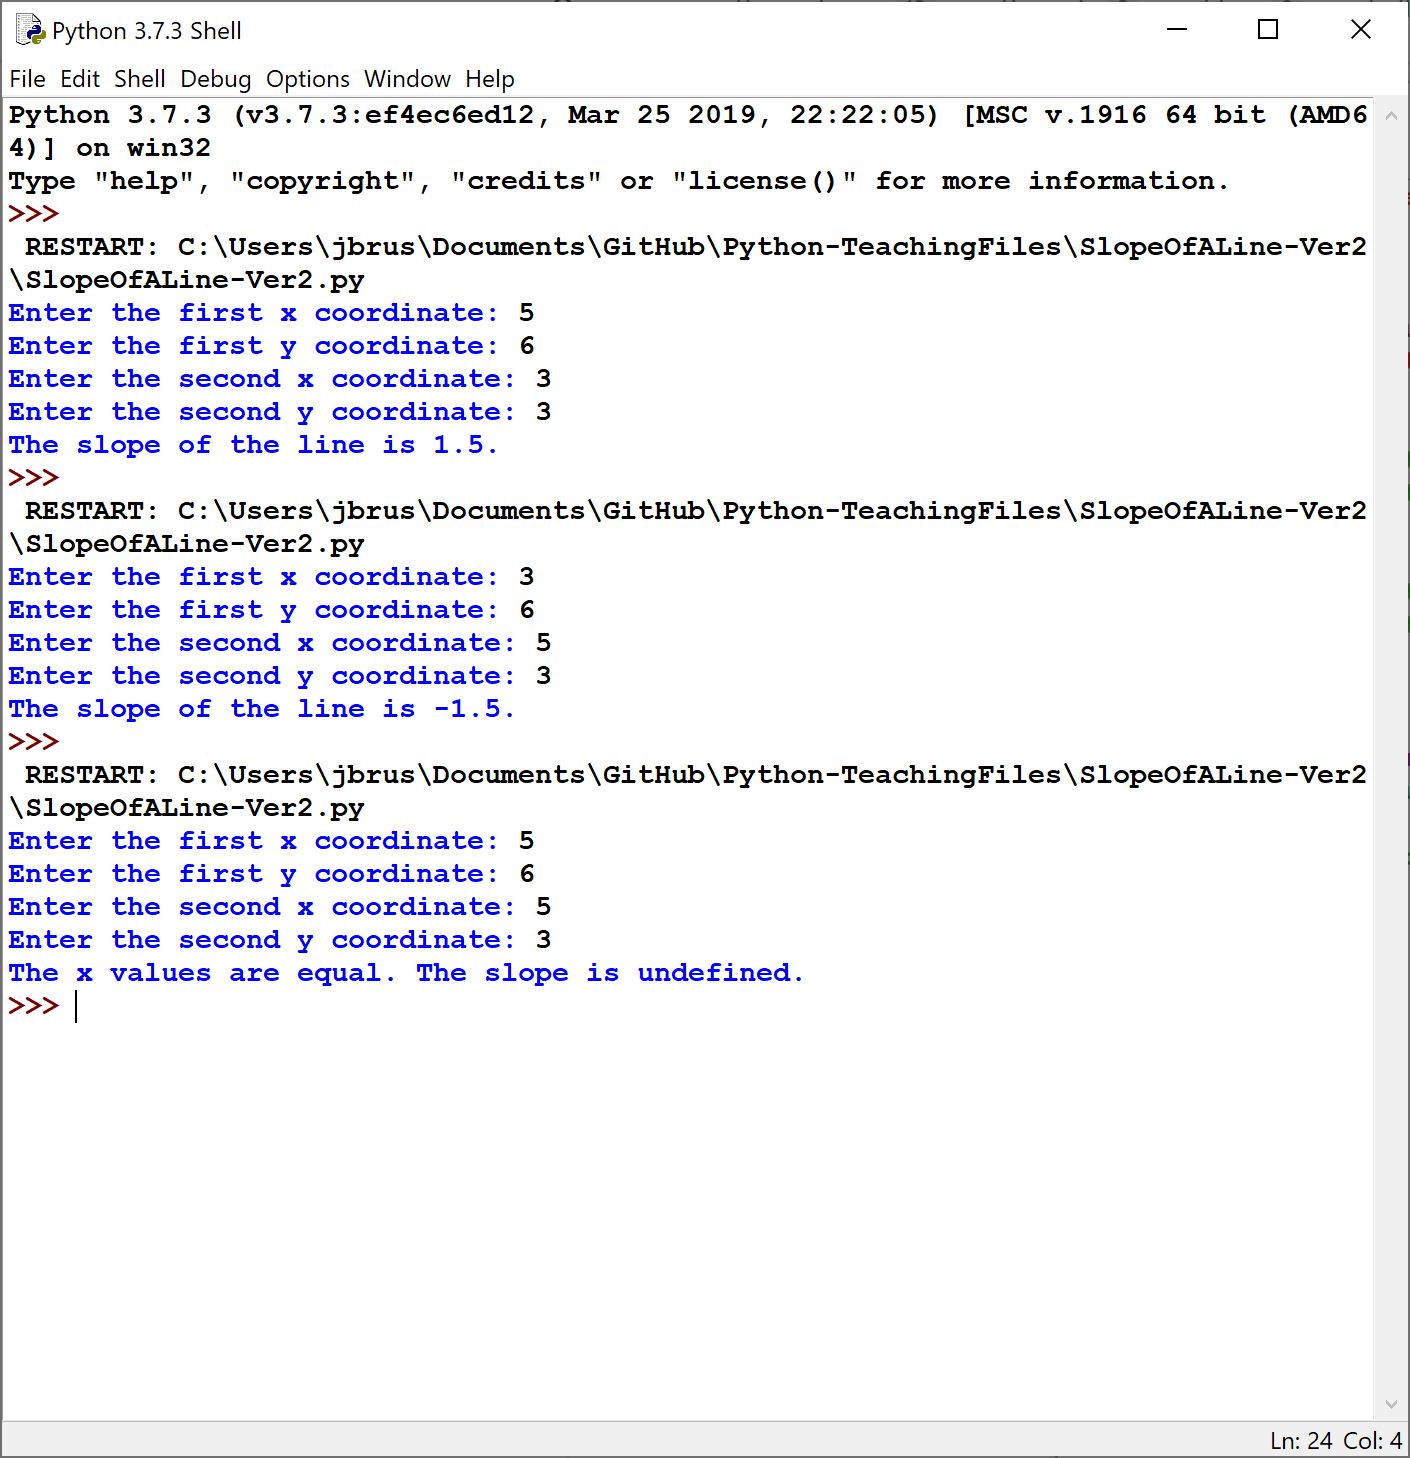 Python 3.7.3 Shell
File Edit Shell Debug Options Window Help
Python 3.7.3 (v3.7.3:ef4ec6ed12, Mar 25 2019, 22:22:05) [MSC v.1916 64 bit (AMD6
4)] on win32
Type "help", "copyright", "credits" or "license()" for more information.
>>>
 RESTART: C:\Users\jbrus\Documents\GitHub\Python-TeachingFiles\SlopeOfALine-Ver2
\SlopeOfALine-Ver2.py
Enter the first x coordinate: 5
Enter the first y coordinate: 6
Enter the second x coordinate: 3
Enter the second y coordinate: 3
The slope of the line is 1.5.
>>>
 RESTART: C:\Users\jbrus\Documents\GitHub\Python-TeachingFiles\SlopeOfALine-Ver2
\SlopeOfALine-Ver2.py
Enter the first x coordinate: 3
Enter the first y coordinate: 6
Enter the second x coordinate: 5
Enter the second y coordinate: 3
The slope of the line is -1.5.
>>>
 RESTART: C:\Users\jbrus\Documents\GitHub\Python-TeachingFiles\SlopeOfALine-Ver2
\SlopeOfALine-Ver2.py
Enter the first x coordinate: 5
Enter the first y coordinate: 6
Enter the second x coordinate: 5
Enter the second y coordinate: 3
The x values are equal. The slope is undefined.
>>>
Ln: 24 Col: 4